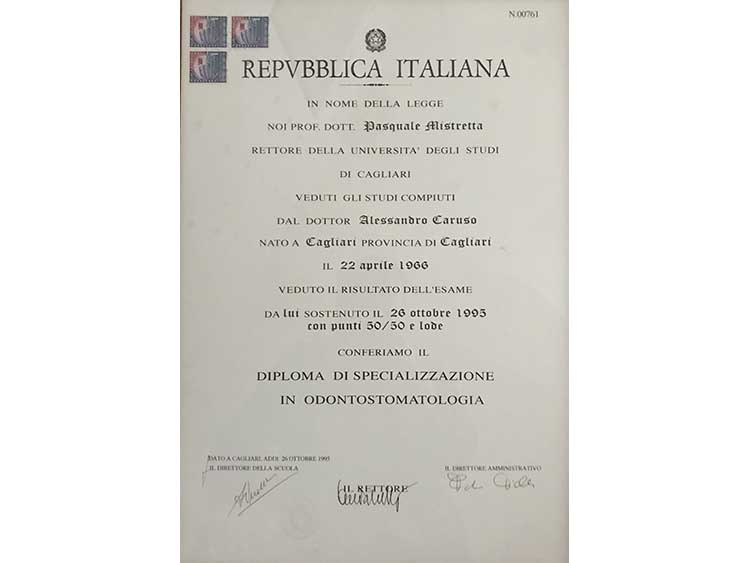 N.00761
REPVBBLICA ITALIANA
IN NOME DELLA LEGGE
NOI PROF. DOTT. Pasquale Mistretta
RETTORE DELLA UNIVERSITA' DEGLI STUDI
DI CAGLIARI
VEDUTI GLI STUDI COMPIUTI
DAL DOTTOR Alessandro Caruso
NATO A Cagliari PROVINCIA DI Cagliari
IL 22 aprile 1966
VEDUTO IL RISULTATO DELL'ESAME
DA lui SOSTENUTO IL 26 ottobre 1995
con punti 50/50 e lode
CONFERIAMO IL
DIPLOMA DI SPECIALIZZAZIONE
IN ODONTOSTOMATOLOGIA
DATO A CAGLIARI, ADDI 26 OTTOBRE 1995
IL DIRETTORE DELLA SCUOLA
IL RETTORE
IL DIRETTORE AMMINISTRATIVO